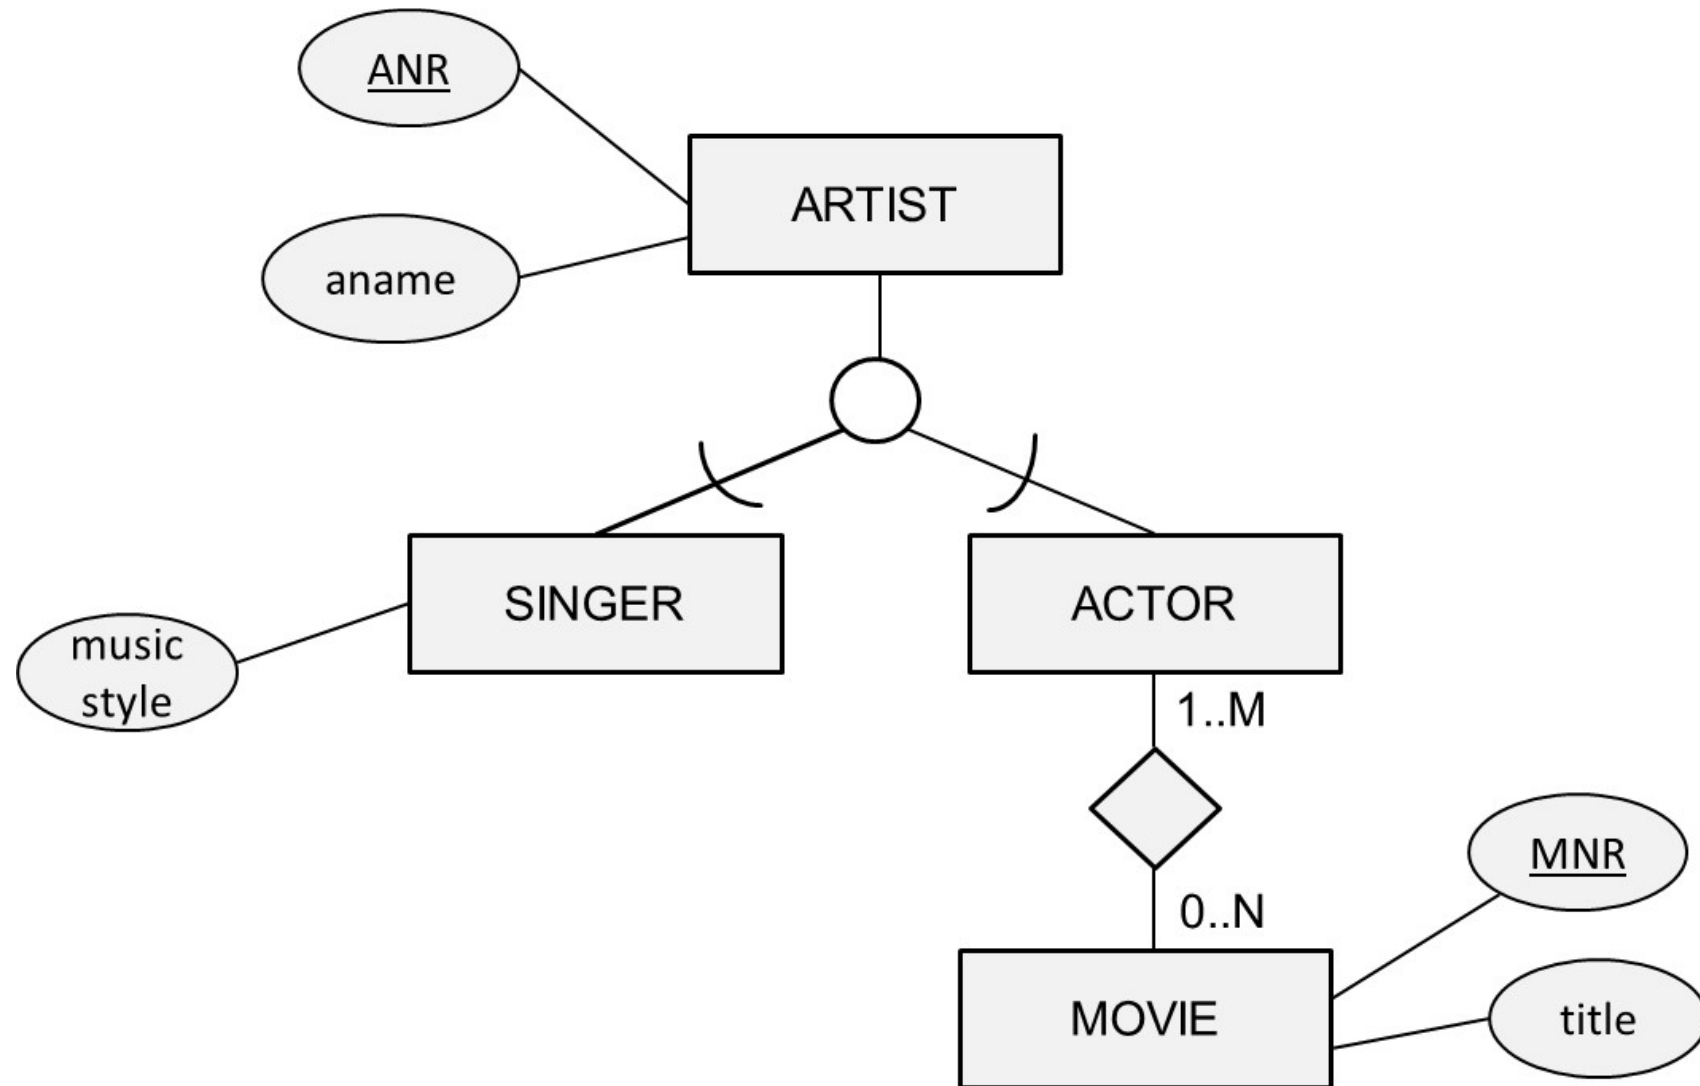 ANR
ARTIST
aname
SINGER
ACTOR
music
style
1..M
MNR
0..N
MOVIE
title